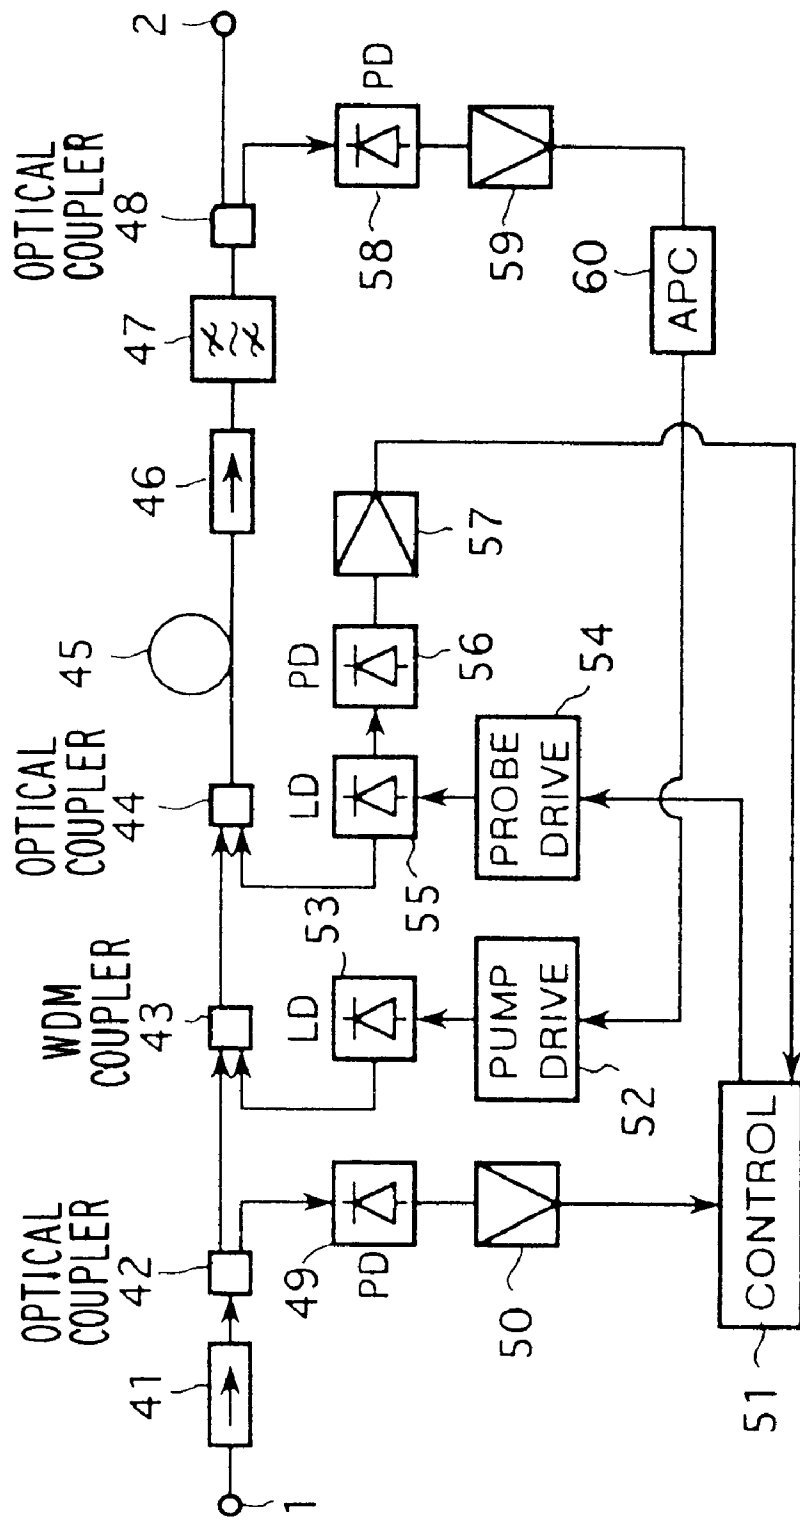 OPTICAL
COUPLER
42
WDM
COUPLER
43
OPTICAL
COUPLER
44
45
46
47
OPTICAL
COUPLER
48
2
41
1
49
PD
50
LD
53
PUMP
DRIVE
52
LD
55
PROBE
DRIVE
54
PD
56
57
PD
58
59
60
APC
CONTROL
51